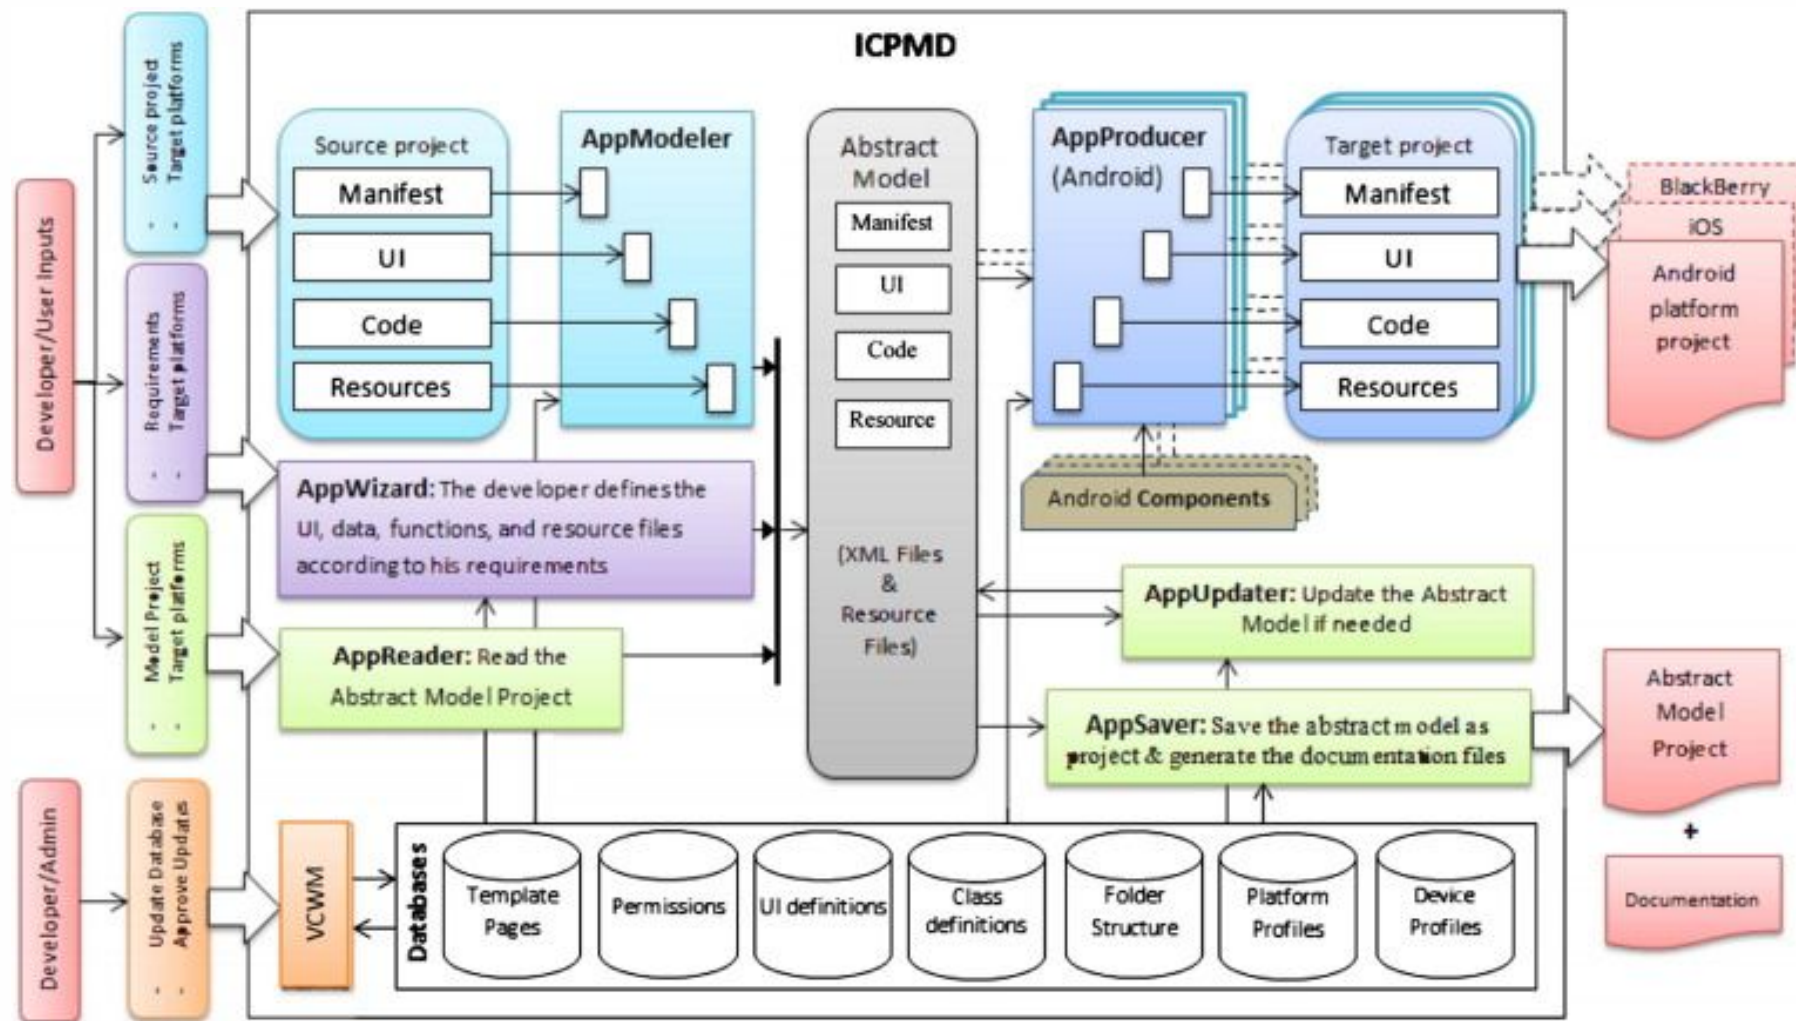 ICPMD
Developer/User Inputs
- Source project
- Target platforms
- Requirements
- Target platforms
- Model Project
- Target platforms
Developer/Admin
- Update Database
- Approve Updates
Source project
Manifest
UI
Code
Resources
AppModeler
AppWizard: The developer defines the
UI, data, functions, and resource files
according to his requirements
AppReader: Read the
Abstract Model Project
Abstract
Model
Manifest
UI
Code
Resource
(XML Files
&
Resource
Files)
AppProducer
(Android)
Target project
Manifest
UI
Code
Resources
Android Components
AppUpdater: Update the Abstract
Model if needed
AppSaver: Save the abstract model as
project & generate the documentation files
BlackBerry
iOS
Android
platform
project
Abstract
Model
Project
+
Documentation
VCWM
Databases
Template
Pages
Permissions
UI definitions
Class
definitions
Folder
Structure
Platform
Profiles
Device
Profiles